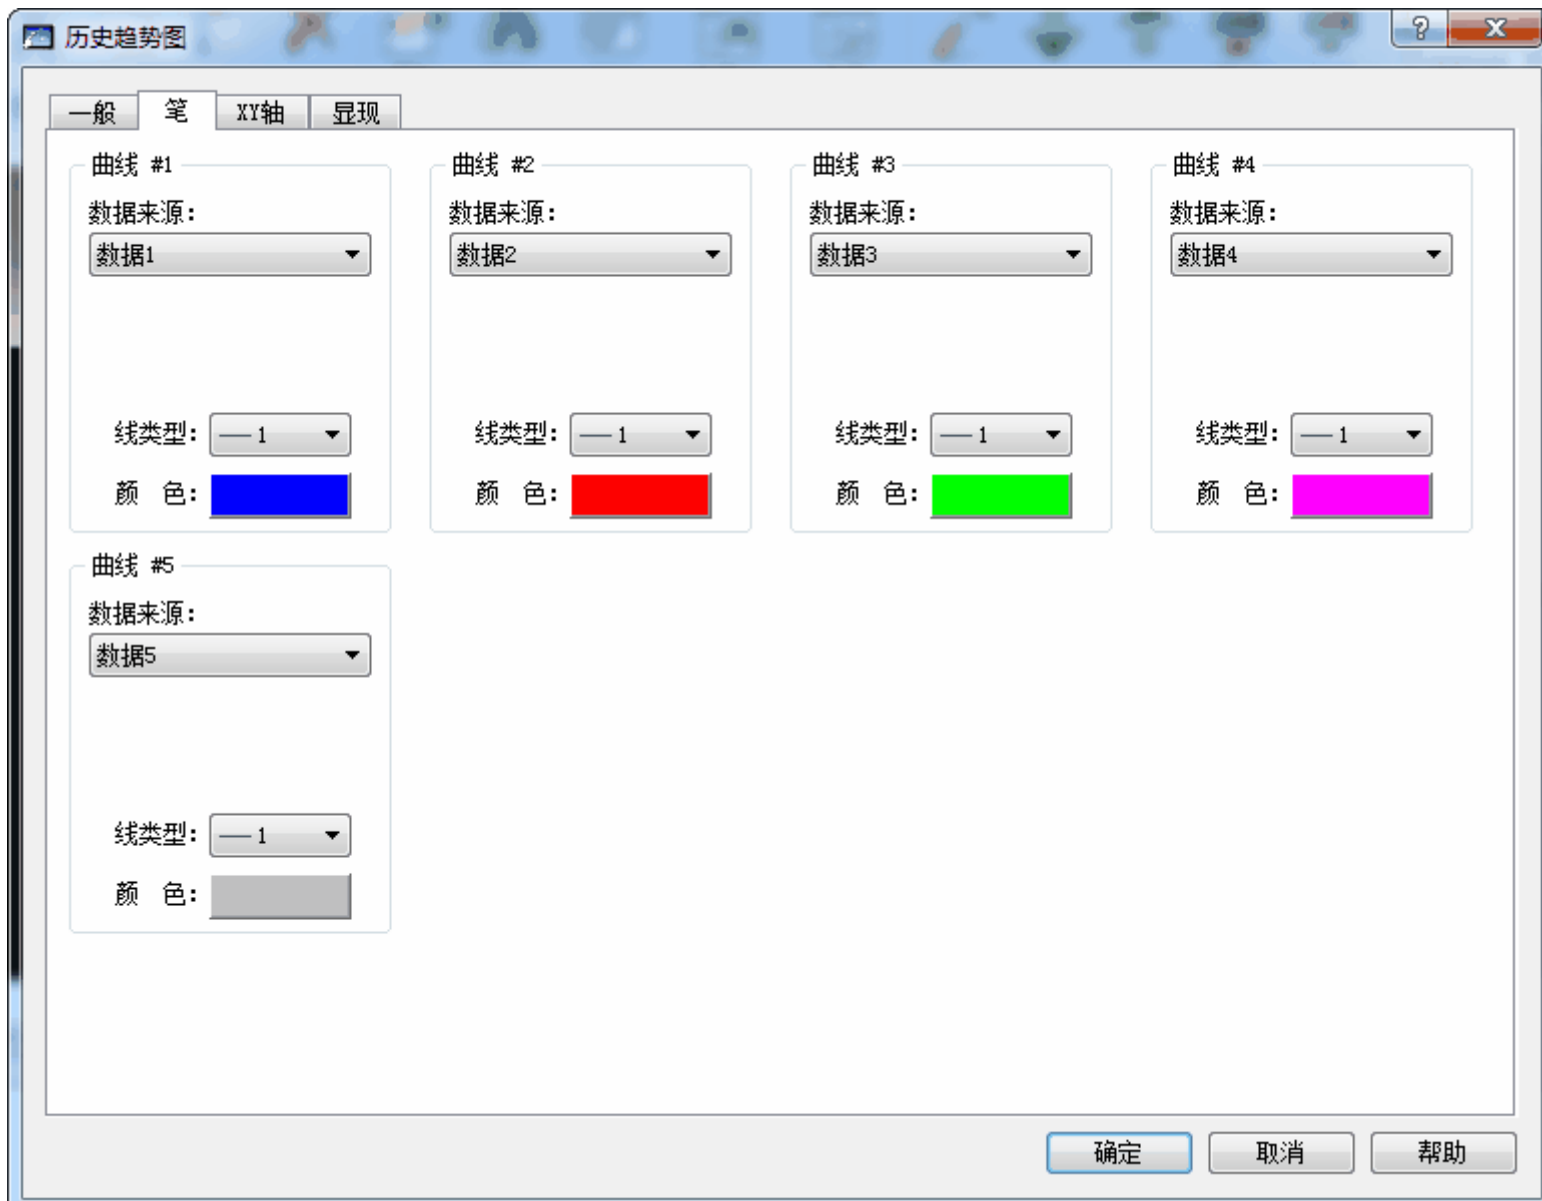 历史趋势图
一般 笔 XY轴 显现
曲线 #1 曲线 #2 曲线 #3 曲线 #4
数据来源: 数据来源: 数据来源: 数据来源:
数据1 数据2 数据3 数据4
线类型: 1 线类型: 1 线类型: 1 线类型: 1
颜 色: 颜 色: 颜 色: 颜 色:
曲线 #5
数据来源:
数据5
线类型: 1
颜 色:
确定 取消 帮助